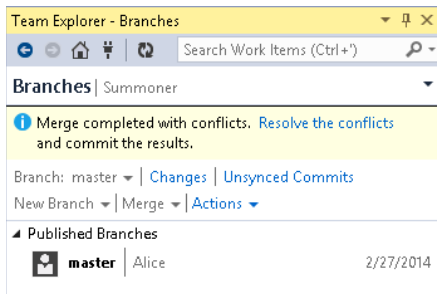 Team Explorer - Branches
Search Work Items (Ctrl+')
Branches | Summoner
Merge completed with conflicts. Resolve the conflicts
and commit the results.
Branch: master | Changes | Unsynced Commits
New Branch | Merge | Actions
Published Branches
master | Alice 2/27/2014